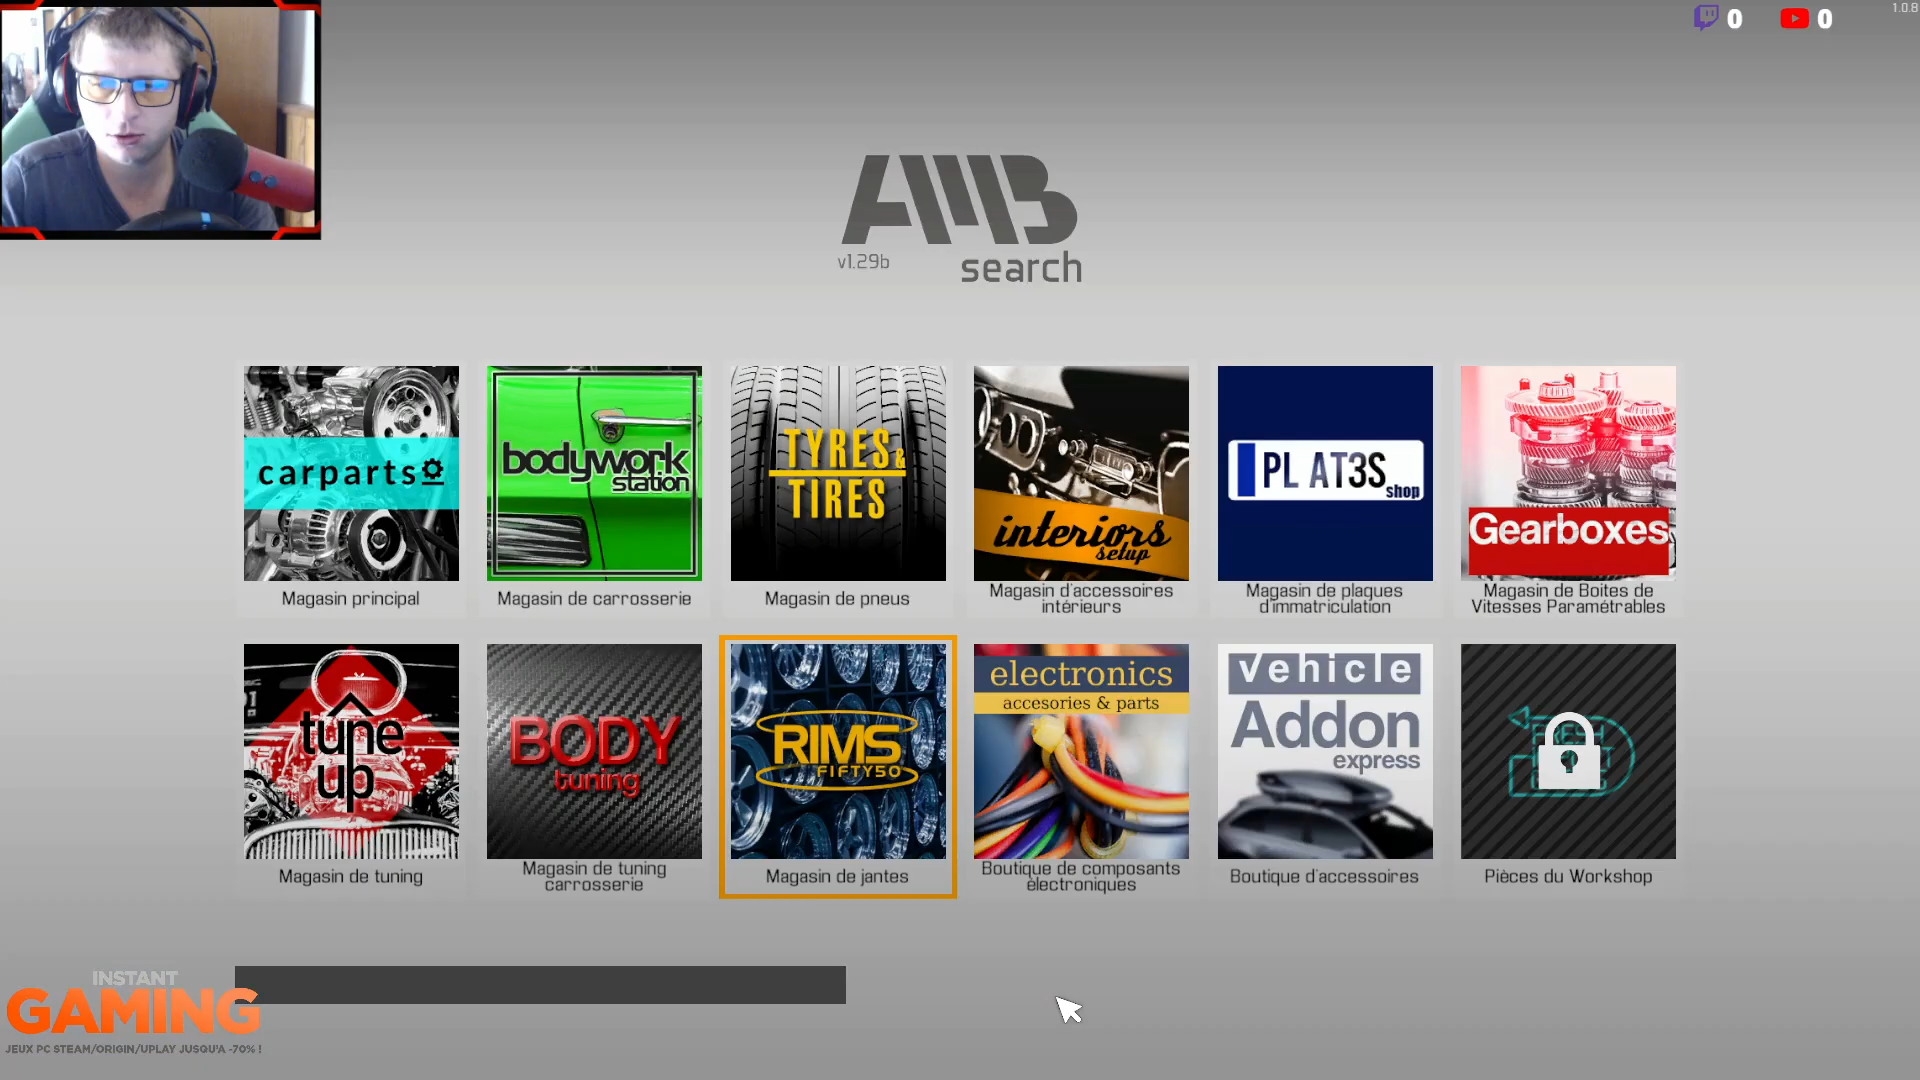 0
0
1.0.8
AMB
v1.29b
search
carparts
Magasin principal
bodywork
station
Magasin de carrosserie
TYRES &
TIRES
Magasin de pneus
interiors
setup
Magasin d'accessoires
intérieurs
PL AT3S
shop
Magasin de plaques
d'immatriculation
Gearboxes
Magasin de Boites de
Vitesses Paramétrables
tune
up
Magasin de tuning
BODY
tuning
Magasin de tuning
carrosserie
RIMS
FIFTY50
Magasin de jantes
electronics
accesories & parts
Boutique de composants
électroniques
vehicle
Addon
express
Boutique d'accessoires
Pièces du Workshop
INSTANT
GAMING
JEUX PC STEAM/ORIGIN/UPLAY JUSQU'A -70% !